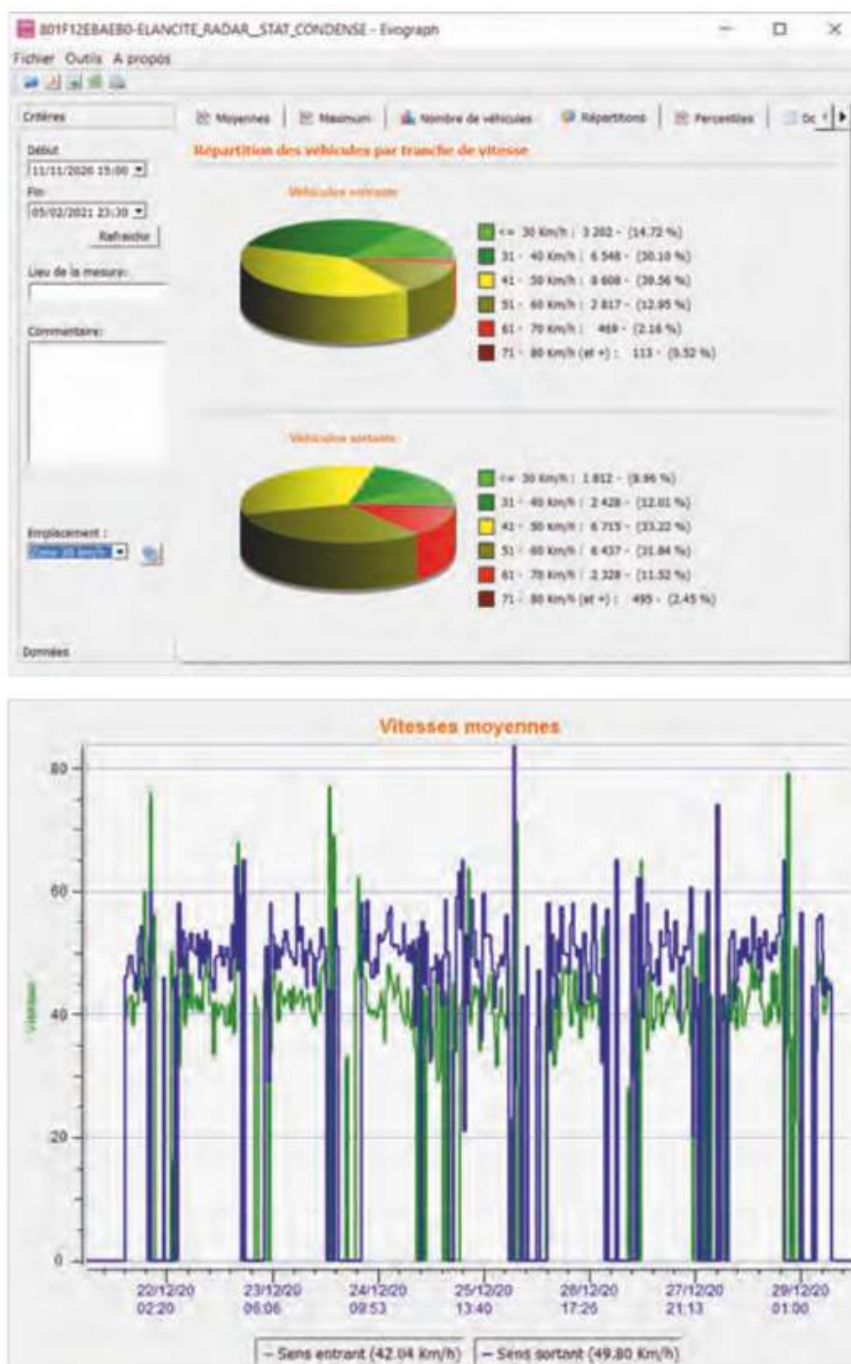 801F12EBAEB0-ELANCITE_RADAR__STAT_CONDENSE - Evograph
Fichier Outils A propos
Critères
Moyennes Maximum Nombre de véhicules Répartitions Percentiles
Début
11/11/2020 15:00
Fin
05/02/2021 23:30
Rafraichir
Lieu de la mesure:
Commentaire:
Emplacement :
Données
Répartition des véhicules par tranche de vitesse
Véhicules entrants
<= 30 Km/h : 3 202 - (14.72 %)
31 - 40 Km/h : 6 548 - (30.10 %)
41 - 50 Km/h : 8 608 - (39.56 %)
51 - 60 Km/h : 2 817 - (12.95 %)
61 - 70 Km/h : 469 - (2.16 %)
71 - 80 Km/h (et +) : 113 - (0.52 %)
Véhicules sortants
<= 30 Km/h : 1 812 - (8.96 %)
31 - 40 Km/h : 2 428 - (12.01 %)
41 - 50 Km/h : 6 715 - (33.22 %)
51 - 60 Km/h : 6 437 - (31.84 %)
61 - 70 Km/h : 2 328 - (11.52 %)
71 - 80 Km/h (et +) : 495 - (2.45 %)
Vitesses moyennes
Vitesse
80
60
40
20
0
22/12/20 23/12/20 24/12/20 25/12/20 26/12/20 27/12/20 29/12/20
02:20 06:06 09:53 13:40 17:26 21:13 01:00
Sens entrant (42.04 Km/h) Sens sortant (49.80 Km/h)